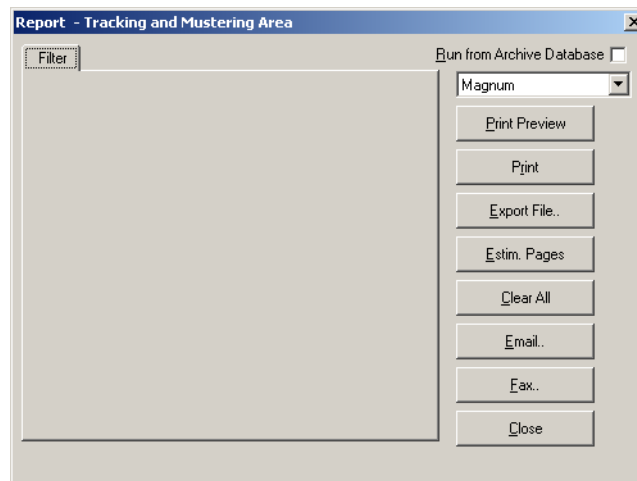 Report - Tracking and Mustering Area
Filter
Run from Archive Database
Magnum
Print Preview
Print
Export File..
Estim. Pages
Clear All
Email..
Fax..
Close